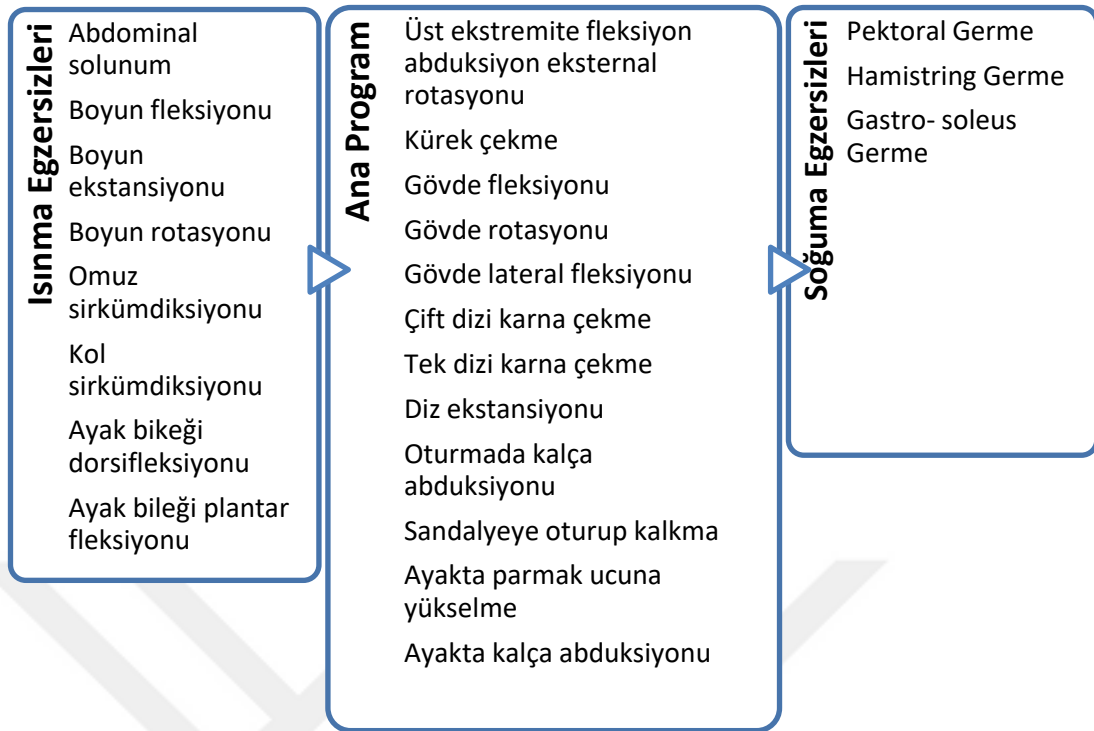 Isınma Egzersizleri
Abdominal
solunum
Boyun fleksiyonu
Boyun
ekstansiyonu
Boyun rotasyonu
Omuz
sirkümdiksiyonu
Kol
sirkümdiksiyonu
Ayak bikeği
dorsifleksiyonu
Ayak bileği plantar
fleksiyonu
Ana Program
Üst ekstremite fleksiyon
abduksiyon eksternal
rotasyonu
Kürek çekme
Gövde fleksiyonu
Gövde rotasyonu
Gövde lateral fleksiyonu
Çift dizi karna çekme
Tek dizi karna çekme
Diz ekstansiyonu
Oturmada kalça
abduksiyonu
Sandalyeye oturup kalkma
Ayakta parmak ucuna
yükselme
Ayakta kalça abduksiyonu
Soğuma Egzersizleri
Pektoral Germe
Hamistring Germe
Gastro- soleus
Germe